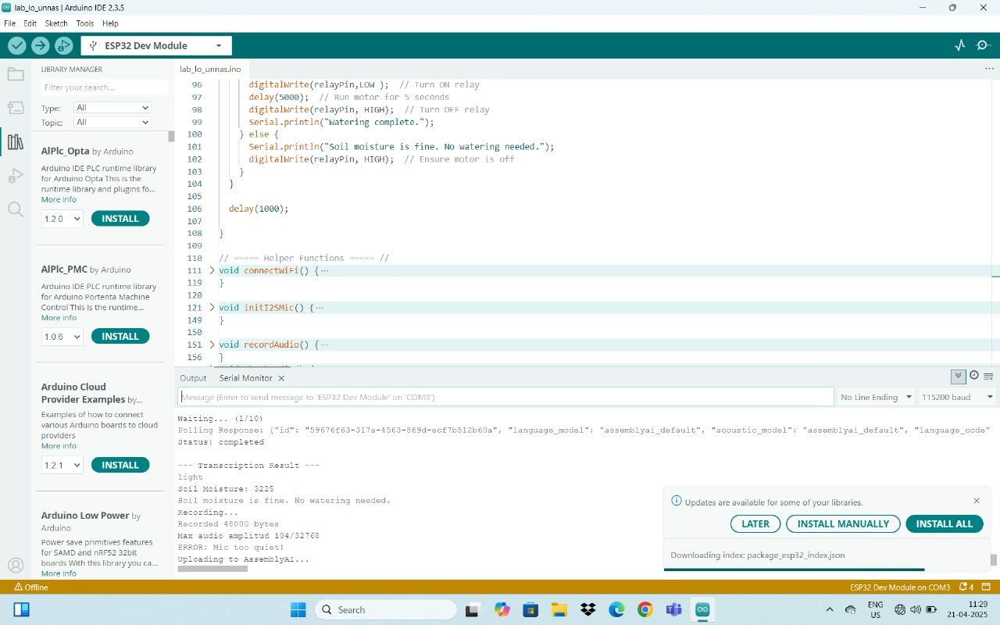 lab_lo_unnas | Arduino IDE 2.3.5
File Edit Sketch Tools Help
ESP32 Dev Module
LIBRARY MANAGER
Filter your search...
Type: All
Topic: All
AlPlc_Opta by Arduino
Arduino IDE PLC runtime library
for Arduino Opta This is the
runtime library and plugins fo...
More info
1.2.0 INSTALL
AlPlc_PMC by Arduino
Arduino IDE PLC runtime library
for Arduino Portenta Machine
Control This is the runtime...
More info
1.0.6 INSTALL
Arduino Cloud
Provider Examples by...
Examples of how to connect
various Arduino boards to cloud
providers
More info
1.2.1 INSTALL
Arduino Low Power by
Arduino
Power save primitives features
for SAMD and nRF52 32bit
boards With this library you ca...
More info
lab_lo_unnas.ino
96 digitalWrite(relayPin,LOW ); // Turn ON relay
97 delay(5000); // Run motor for 5 seconds
98 digitalWrite(relayPin, HIGH); // Turn OFF relay
99 Serial.println("Watering complete.");
100 } else {
101 Serial.println("Soil moisture is fine. No watering needed.");
102 digitalWrite(relayPin, HIGH); // Ensure motor is off
103 }
104 }
105
106 delay(1000);
107
108 }
109
110 // ===== Helper Functions ===== //
111 void connectWiFi() {...
119 }
120
121 void initI2SMic() {...
149 }
150
151 void recordAudio() {...
156 }
Output Serial Monitor
Message (Enter to send message to 'ESP32 Dev Module' on 'COM3')
No Line Ending 115200 baud
Waiting... (1/10)
Polling Response: {"id": "59676f63-317a-4563-869d-ecf7b512b60a", "language_model": "assemblyai_default", "acoustic_model": "assemblyai_default", "language_code"
Status: completed
--- Transcription Result ---
light
Soil Moisture: 3225
Soil moisture is fine. No watering needed.
Recording...
Recorded 48000 bytes
Max audio amplitud 104/32768
ERROR: Mic too quiet!
Uploading to AssemblyAI...
Updates are available for some of your libraries.
LATER INSTALL MANUALLY INSTALL ALL
Downloading index: package_esp32_index.json
Offline
ESP32 Dev Module on COM3 4
Search
ENG
US
11:29
21-04-2025